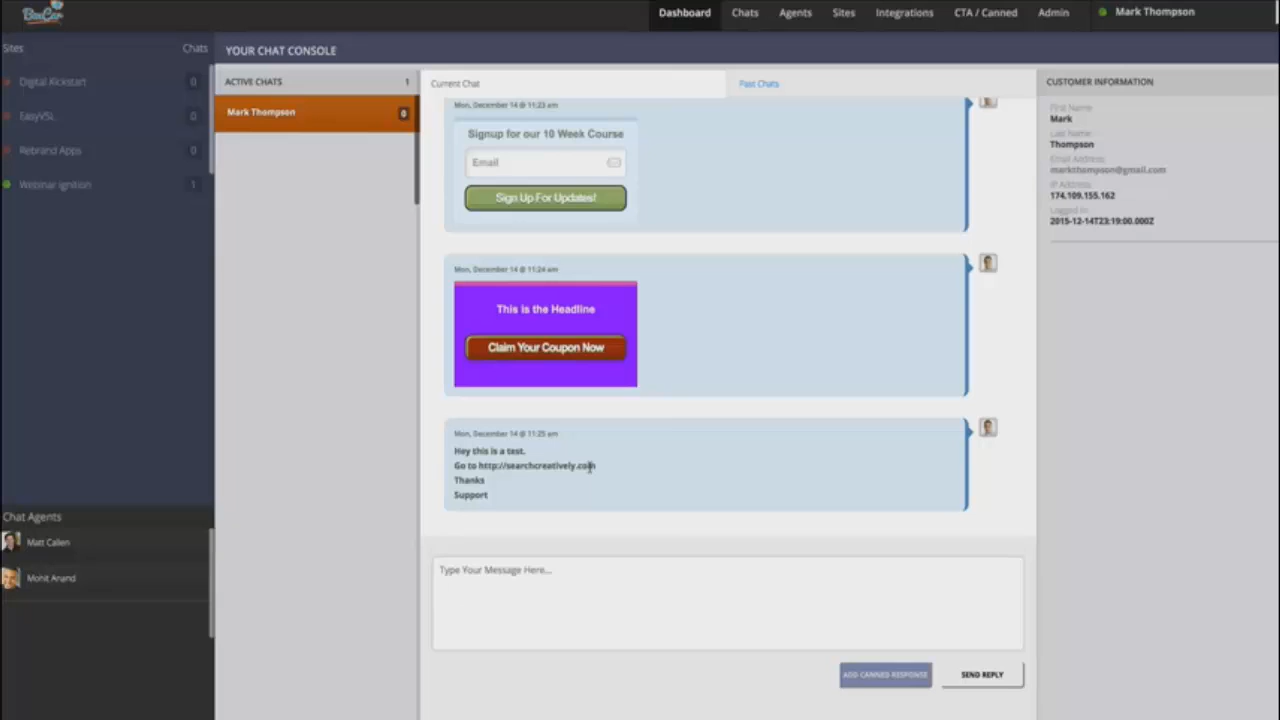 BoxCar
Dashboard
Chats
Agents
Sites
Integrations
CTA / Canned
Admin
Mark Thompson
Sites
Chats
YOUR CHAT CONSOLE
Digital Kickstart
0
EasyVSL
0
Rebrand Apps
0
Webinar Ignition
1
ACTIVE CHATS
1
Mark Thompson
0
Current Chat
Past Chats
Mon, December 14 @ 11:23 am
Signup for our 10 Week Course
Email
Sign Up For Updates!
Mon, December 14 @ 11:24 am
This is the Headline
Claim Your Coupon Now
Mon, December 14 @ 11:25 am
Hey this is a test.
Go to http://searchcreatively.com
Thanks
Support
Type Your Message Here...
ADD CANNED RESPONSE
SEND REPLY
CUSTOMER INFORMATION
First Name:
Mark
Last Name:
Thompson
Email Address:
markthompson@gmail.com
IP Address:
174.109.155.162
Logged In:
2015-12-14T23:19:00.000Z
Chat Agents
Matt Callen
Mohit Anand